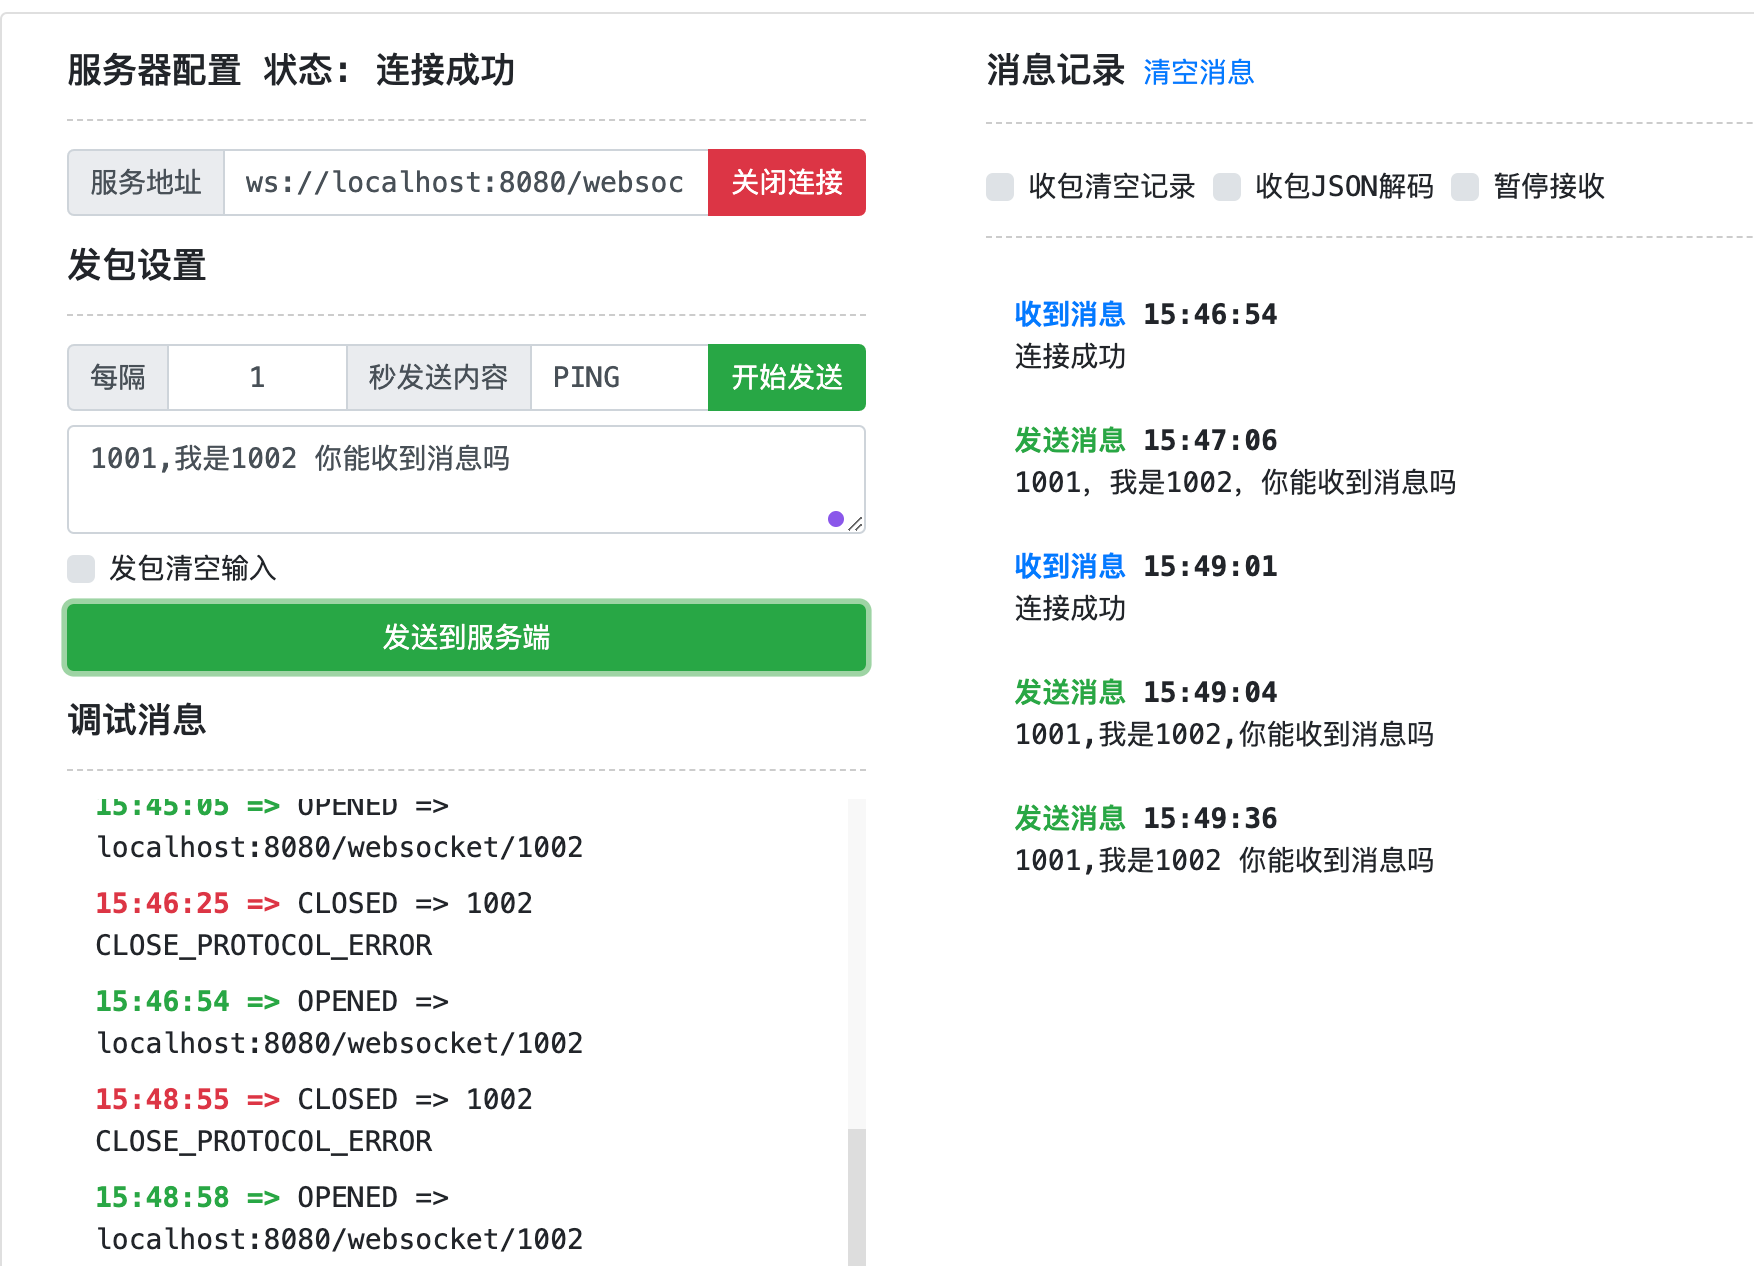 服务器配置 状态: 连接成功
服务地址 ws://localhost:8080/websoc 关闭连接
发包设置
每隔 1 秒发送内容 PING 开始发送
1001,我是1002 你能收到消息吗
发包清空输入
发送到服务端
调试消息
15:45:05 => OPENED =>
localhost:8080/websocket/1002
15:46:25 => CLOSED => 1002
CLOSE_PROTOCOL_ERROR
15:46:54 => OPENED =>
localhost:8080/websocket/1002
15:48:55 => CLOSED => 1002
CLOSE_PROTOCOL_ERROR
15:48:58 => OPENED =>
localhost:8080/websocket/1002
消息记录 清空消息
收包清空记录 收包JSON解码 暂停接收
收到消息 15:46:54
连接成功
发送消息 15:47:06
1001，我是1002，你能收到消息吗
收到消息 15:49:01
连接成功
发送消息 15:49:04
1001,我是1002,你能收到消息吗
发送消息 15:49:36
1001,我是1002 你能收到消息吗